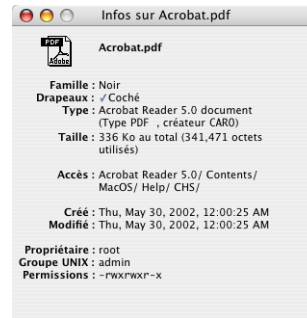 Infos sur Acrobat.pdf
PDF
Adobe
Acrobat.pdf
Famille : Noir
Drapeaux : ✓Coché
Type : Acrobat Reader 5.0 document
(Type PDF , créateur CARO)
Taille : 336 Ko au total (341,471 octets
utilisés)
Accès : Acrobat Reader 5.0/ Contents/
MacOS/ Help/ CHS/
Créé : Thu, May 30, 2002, 12:00:25 AM
Modifié : Thu, May 30, 2002, 12:00:25 AM
Propriétaire : root
Groupe UNIX : admin
Permissions : -rwxrwxr-x